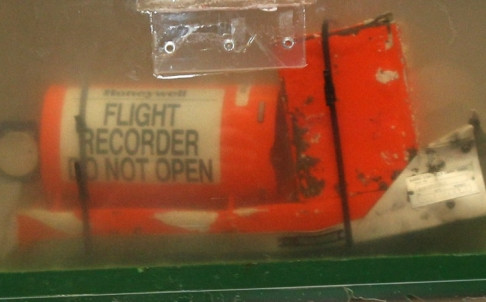 Honeywell
FLIGHT
RECORDER
DO NOT OPEN